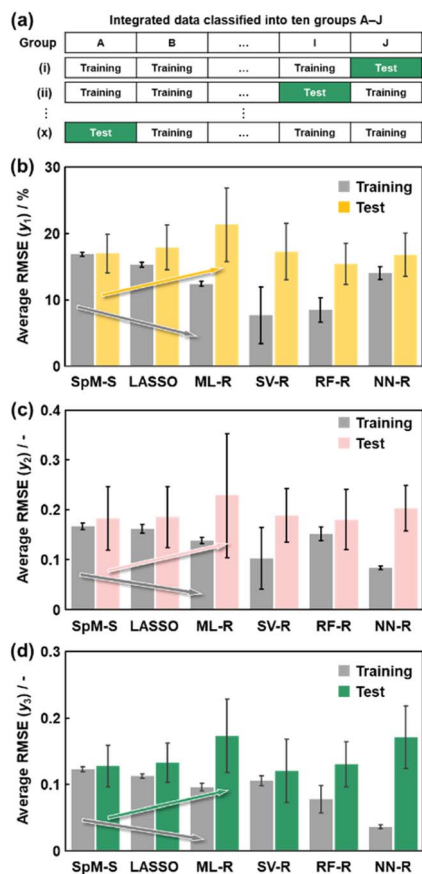 (a) Integrated data classified into ten groups A–J
Group A B ... I J
(i) Training Training ... Training Test
(ii) Training Training ... Test Training
⋮ ⋮
(x) Test Training ... Training Training
(b)
30
20
10
0
Average RMSE (y1) / %
Training
Test
SpM-S LASSO ML-R SV-R RF-R NN-R
(c)
0.4
0.3
0.2
0.1
0
Average RMSE (y2) / -
Training
Test
SpM-S LASSO ML-R SV-R RF-R NN-R
(d)
0.3
0.2
0.1
0
Average RMSE (y3) / -
Training
Test
SpM-S LASSO ML-R SV-R RF-R NN-R